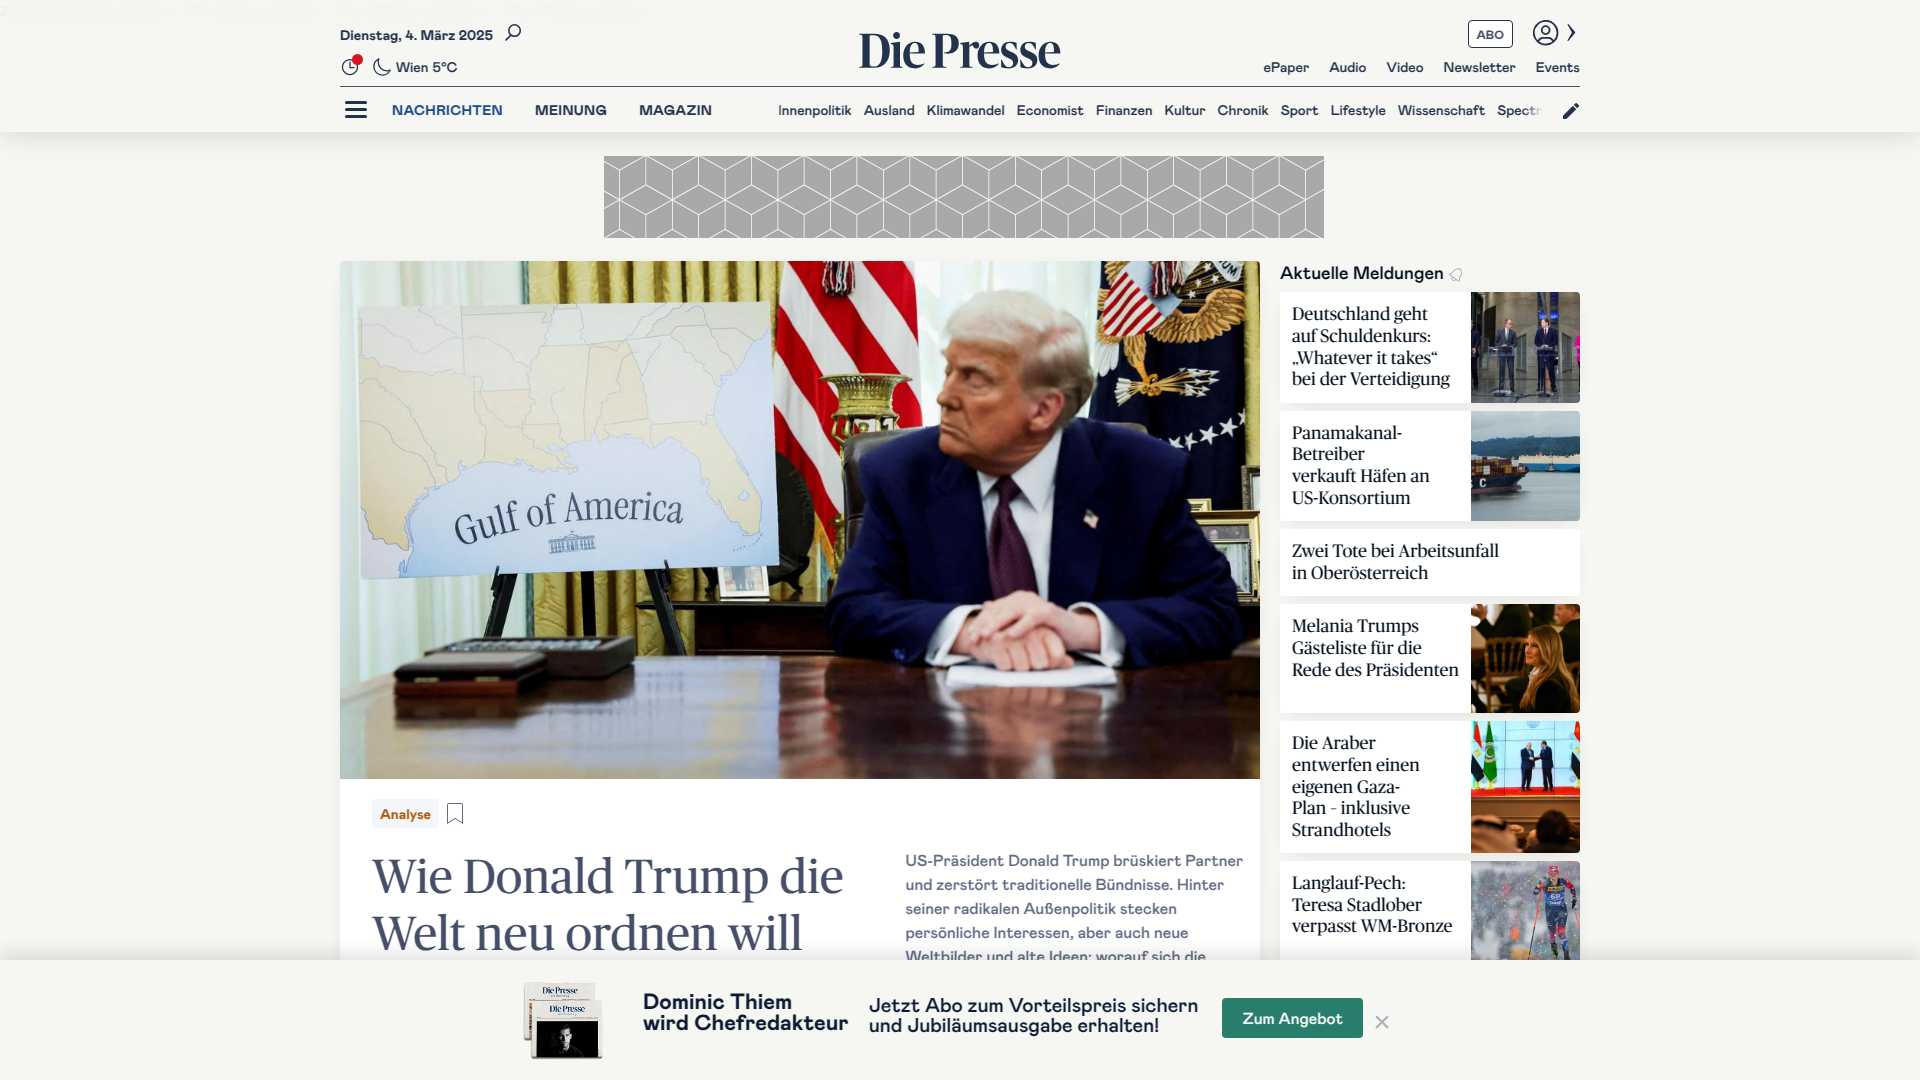 Dienstag, 4. März 2025
Die Presse
ABO
Wien 5°C
ePaper Audio Video Newsletter Events
NACHRICHTEN MEINUNG MAGAZIN
Innenpolitik Ausland Klimawandel Economist Finanzen Kultur Chronik Sport Lifestyle Wissenschaft Spectr
Gulf of America
Analyse
Wie Donald Trump die
Welt neu ordnen will
US-Präsident Donald Trump brüskiert Partner
und zerstört traditionelle Bündnisse. Hinter
seiner radikalen Außenpolitik stecken
persönliche Interessen, aber auch neue
Weltbilder und alte Ideen: worauf sich die
Aktuelle Meldungen
Deutschland geht
auf Schuldenkurs:
„Whatever it takes“
bei der Verteidigung
Panamakanal-
Betreiber
verkauft Häfen an
US-Konsortium
Zwei Tote bei Arbeitsunfall
in Oberösterreich
Melania Trumps
Gästeliste für die
Rede des Präsidenten
Die Araber
entwerfen einen
eigenen Gaza-
Plan – inklusive
Strandhotels
Langlauf-Pech:
Teresa Stadlober
verpasst WM-Bronze
Die Presse
Die Presse
Dominic Thiem
wird Chefredakteur
Jetzt Abo zum Vorteilspreis sichern
und Jubiläumsausgabe erhalten!
Zum Angebot